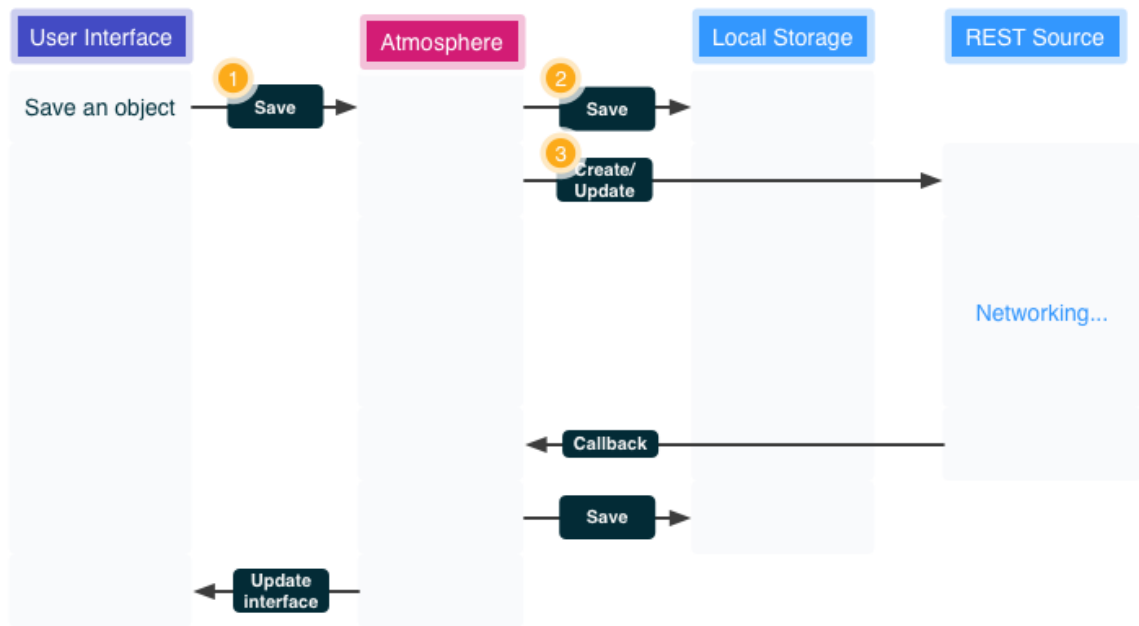 User Interface
Atmosphere
Local Storage
REST Source
1
2
Save an object
Save
Save
3
Create/
Update
Networking...
Callback
Save
Update
interface